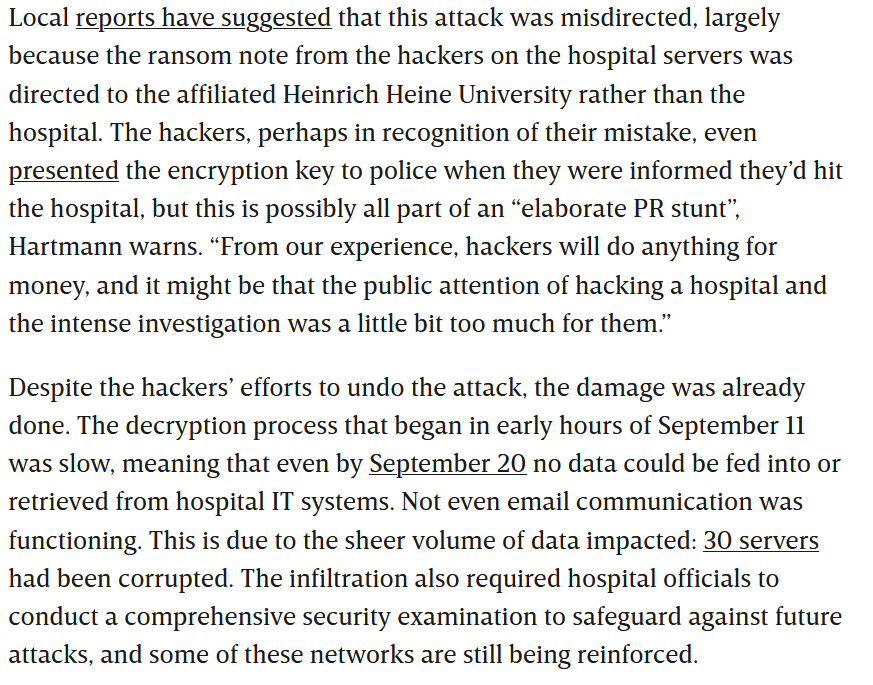 Local reports have suggested that this attack was misdirected, largely
because the ransom note from the hackers on the hospital servers was
directed to the affiliated Heinrich Heine University rather than the
hospital. The hackers, perhaps in recognition of their mistake, even
presented the encryption key to police when they were informed they’d hit
the hospital, but this is possibly all part of an “elaborate PR stunt”,
Hartmann warns. “From our experience, hackers will do anything for
money, and it might be that the public attention of hacking a hospital and
the intense investigation was a little bit too much for them.”
Despite the hackers’ efforts to undo the attack, the damage was already
done. The decryption process that began in early hours of September 11
was slow, meaning that even by September 20 no data could be fed into or
retrieved from hospital IT systems. Not even email communication was
functioning. This is due to the sheer volume of data impacted: 30 servers
had been corrupted. The infiltration also required hospital officials to
conduct a comprehensive security examination to safeguard against future
attacks, and some of these networks are still being reinforced.